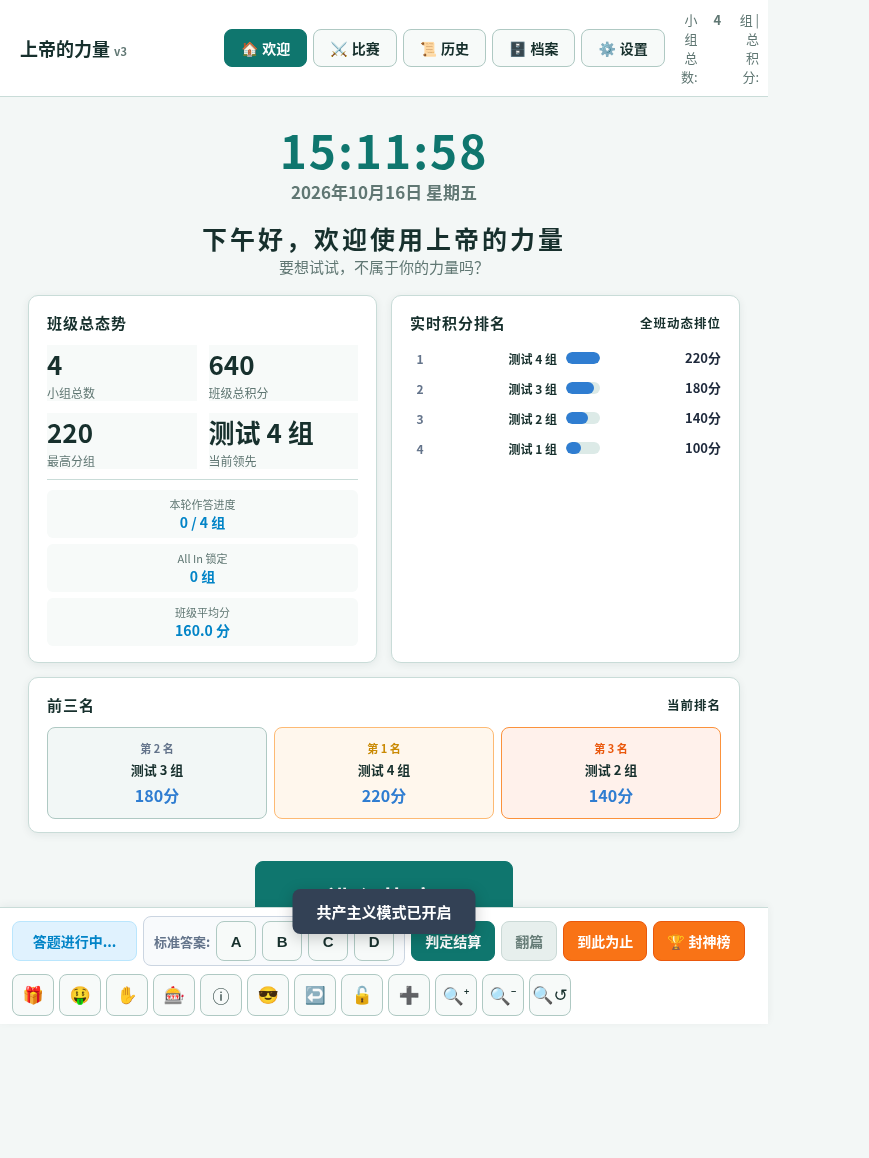 上帝的力量 v3
🏠 欢迎
⚔️ 比赛
📜 历史
🗄️ 档案
⚙️ 设置
小组总数: 4 组 | 总积分:
15:11:58
2026年10月16日 星期五
下午好，欢迎使用上帝的力量
要想试试，不属于你的力量吗？
班级总态势
4
小组总数
640
班级总积分
220
最高分组
测试 4 组
当前领先
本轮作答进度
0 / 4 组
All In 锁定
0 组
班级平均分
160.0 分
实时积分排名 全班动态排位
1 测试 4 组 220分
2 测试 3 组 180分
3 测试 2 组 140分
4 测试 1 组 100分
前三名 当前排名
第 2 名
测试 3 组
180分
第 1 名
测试 4 组
220分
第 3 名
测试 2 组
140分
共产主义模式已开启
答题进行中...
标准答案: A B C D
判定结算
翻篇
到此为止
🏆 封神榜